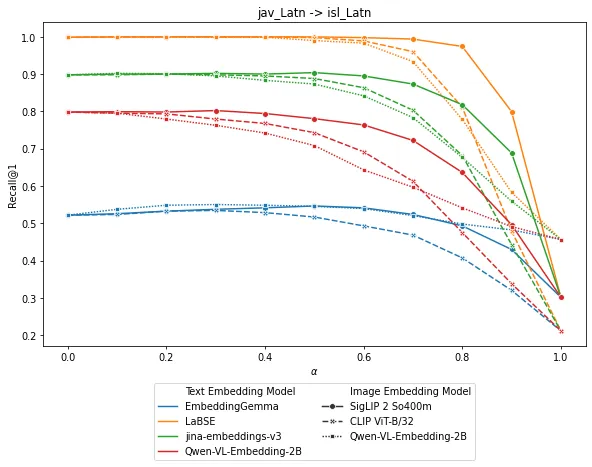 jav_Latn -> isl_Latn
Recall@1
1.0
0.9
0.8
0.7
0.6
0.5
0.4
0.3
0.2
0.0
0.2
0.4
0.6
0.8
1.0
α
Text Embedding Model
EmbeddingGemma
LaBSE
jina-embeddings-v3
Qwen-VL-Embedding-2B
Image Embedding Model
SigLIP 2 So400m
CLIP ViT-B/32
Qwen-VL-Embedding-2B